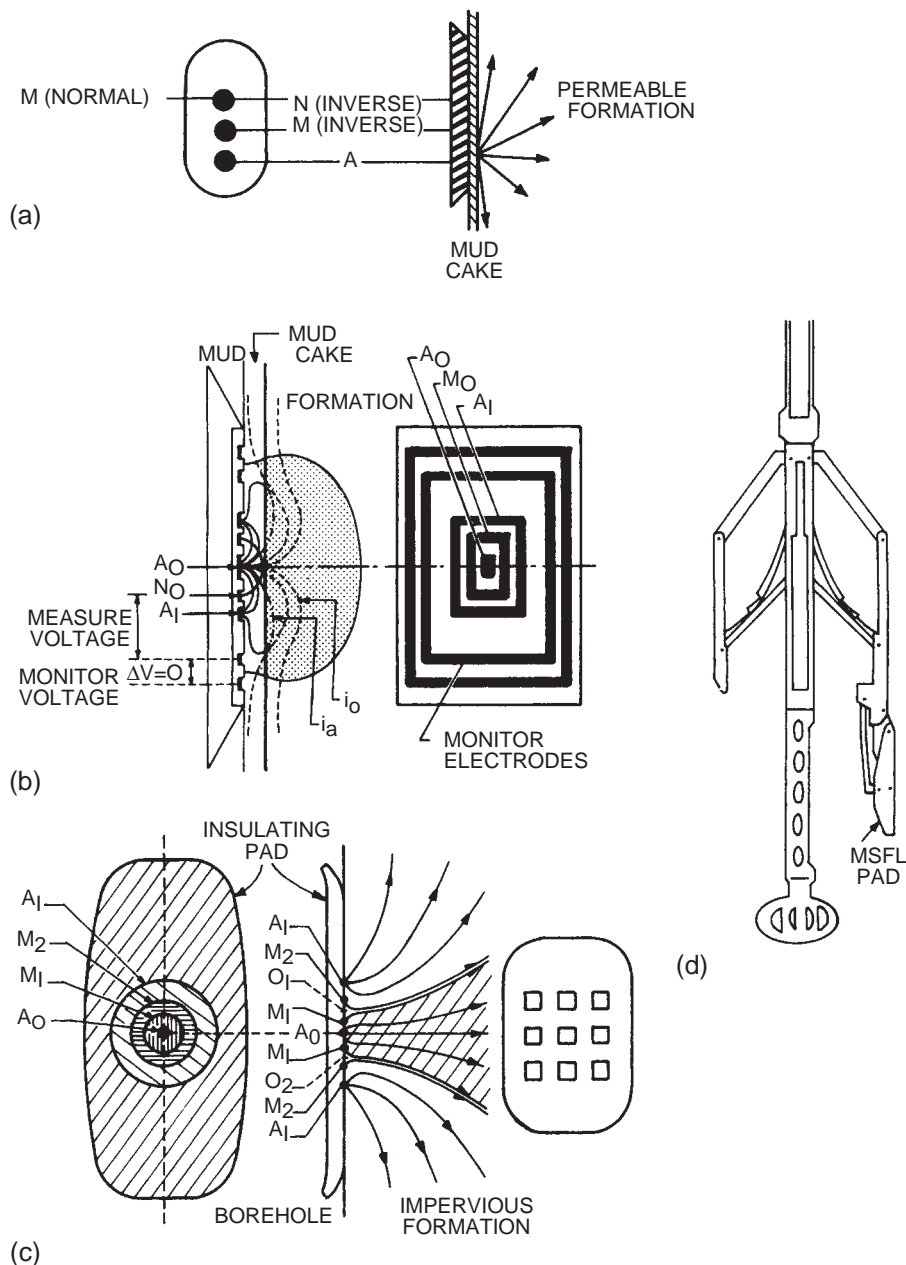 M (NORMAL)
N (INVERSE)
M (INVERSE)
A
PERMEABLE
FORMATION
MUD
CAKE
(a)
MUD
MUD
CAKE
FORMATION
AO
MO
AI
AO
NO
AI
MEASURE
VOLTAGE
MONITOR
VOLTAGE
ΔV=O
io
ia
MONITOR
ELECTRODES
(b)
MSFL
PAD
(d)
INSULATING
PAD
AI
M2
MI
AO
AI
M2
OI
MI
A0
MI
O2
M2
AI
BOREHOLE
IMPERVIOUS
FORMATION
(c)